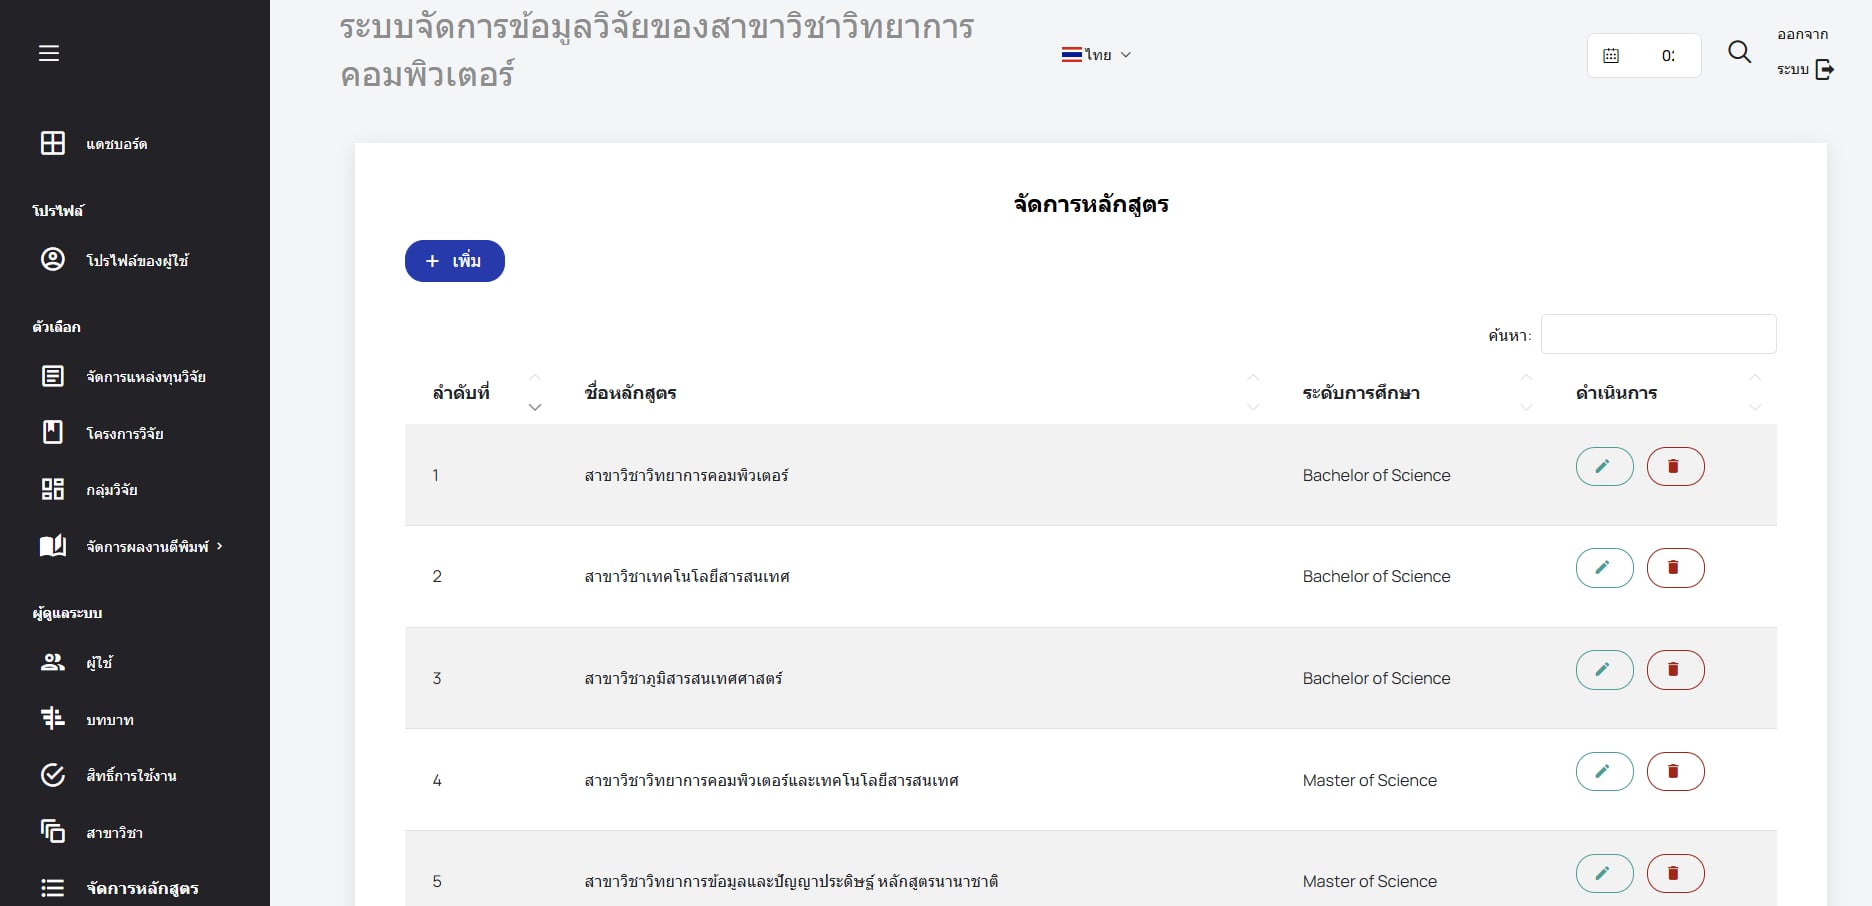 ระบบจัดการข้อมูลวิจัยของสาขาวิชาวิทยาการ
คอมพิวเตอร์
ไทย
02
ออกจาก
ระบบ
แดชบอร์ด
โปรไฟล์
โปรไฟล์ของผู้ใช้
ตัวเลือก
จัดการแหล่งทุนวิจัย
โครงการวิจัย
กลุ่มวิจัย
จัดการผลงานตีพิมพ์
ผู้ดูแลระบบ
ผู้ใช้
บทบาท
สิทธิ์การใช้งาน
สาขาวิชา
จัดการหลักสูตร
จัดการหลักสูตร
+ เพิ่ม
ค้นหา:
ลำดับที่ ชื่อหลักสูตร ระดับการศึกษา ดำเนินการ
1 สาขาวิชาวิทยาการคอมพิวเตอร์ Bachelor of Science
2 สาขาวิชาเทคโนโลยีสารสนเทศ Bachelor of Science
3 สาขาวิชาภูมิสารสนเทศศาสตร์ Bachelor of Science
4 สาขาวิชาวิทยาการคอมพิวเตอร์และเทคโนโลยีสารสนเทศ Master of Science
5 สาขาวิชาวิทยาการข้อมูลและปัญญาประดิษฐ์ หลักสูตรนานาชาติ Master of Science